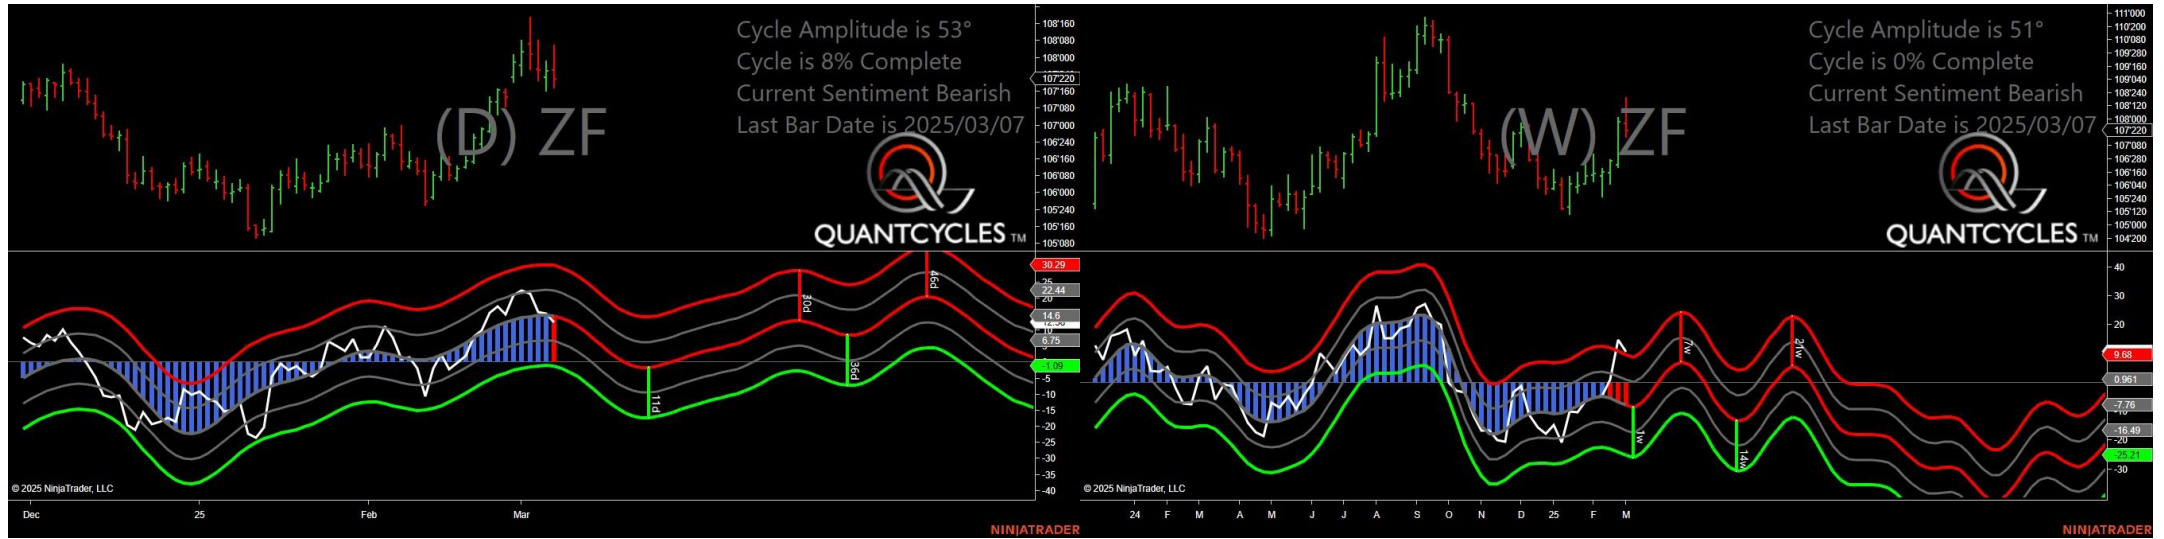 Cycle Amplitude is 53°
Cycle is 8% Complete
Current Sentiment Bearish
Last Bar Date is 2025/03/07
(D) ZF
QUANTCYCLES TM
108'160
108'080
108'000
107'220
107'160
107'080
107'000
106'240
106'160
106'080
106'000
105'240
105'160
105'080
30.29
25
22.44
20
14.6
12.58
10
6.75
-1.09
-5
-10
-15
-20
-25
-30
-35
-40
30d
46d
11d
36d
© 2025 NinjaTrader, LLC
Dec
25
Feb
Mar
NINJATRADER
Cycle Amplitude is 51°
Cycle is 0% Complete
Current Sentiment Bearish
Last Bar Date is 2025/03/07
(W) ZF
QUANTCYCLES TM
111'000
110'200
110'080
109'280
109'160
109'040
108'240
108'120
108'000
107'220
107'080
106'280
106'160
106'040
105'240
105'120
105'000
104'200
40
30
20
9.68
0.961
-7.76
-10
-16.49
-20
-25.21
-30
7w
21w
1w
14w
© 2025 NinjaTrader, LLC
24 F M A M J J A S O N D 25 F M
NINJATRADER